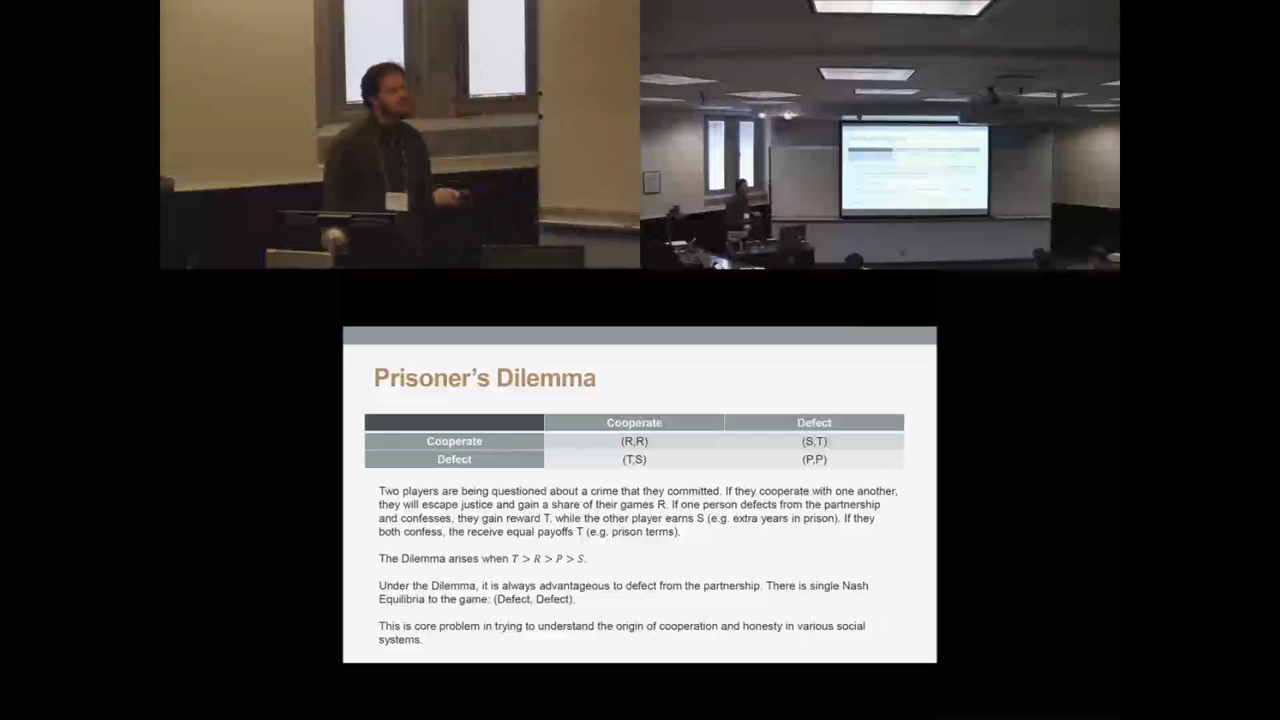 Prisoner's Dilemma
Cooperate Defect
Cooperate (R,R) (S,T)
Defect (T,S) (P,P)
Two players are being questioned about a crime that they committed. If they cooperate with one another,
they will escape justice and gain a share of their games R. If one person defects from the partnership
and confesses, they gain reward T, while the other player earns S (e.g. extra years in prison). If they
both confess, the receive equal payoffs T (e.g. prison terms).
The Dilemma arises when T > R > P > S.
Under the Dilemma, it is always advantageous to defect from the partnership. There is single Nash
Equilibria to the game: (Defect, Defect).
This is core problem in trying to understand the origin of cooperation and honesty in various social
systems.